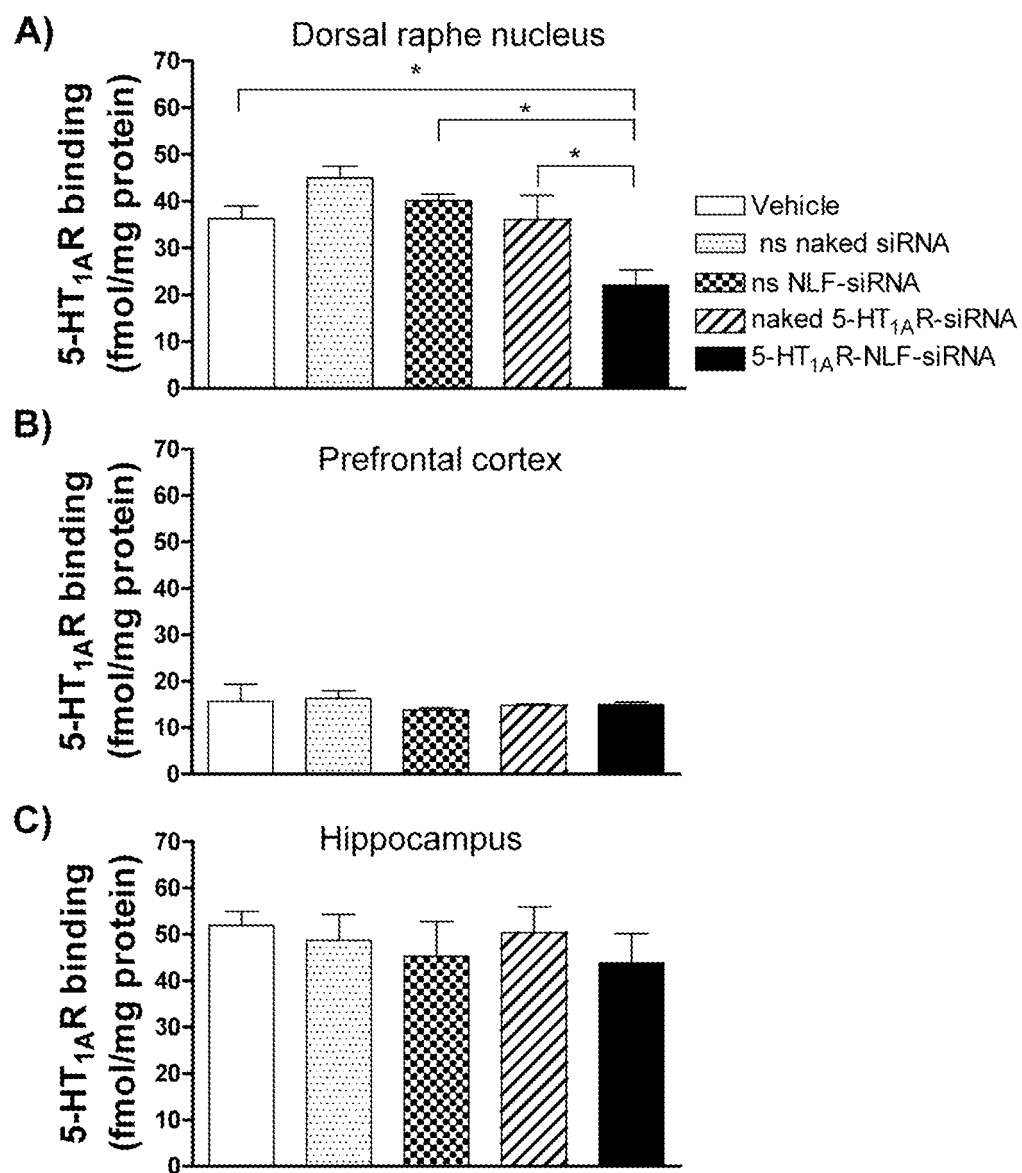 A)
Dorsal raphe nucleus
5-HT1AR binding
(fmol/mg protein)
70
60
50
40
30
20
10
0
*
*
*
Vehicle
ns naked siRNA
ns NLF-siRNA
naked 5-HT1AR-siRNA
5-HT1AR-NLF-siRNA
B)
Prefrontal cortex
5-HT1AR binding
(fmol/mg protein)
70
60
50
40
30
20
10
0
C)
Hippocampus
5-HT1AR binding
(fmol/mg protein)
70
60
50
40
30
20
10
0